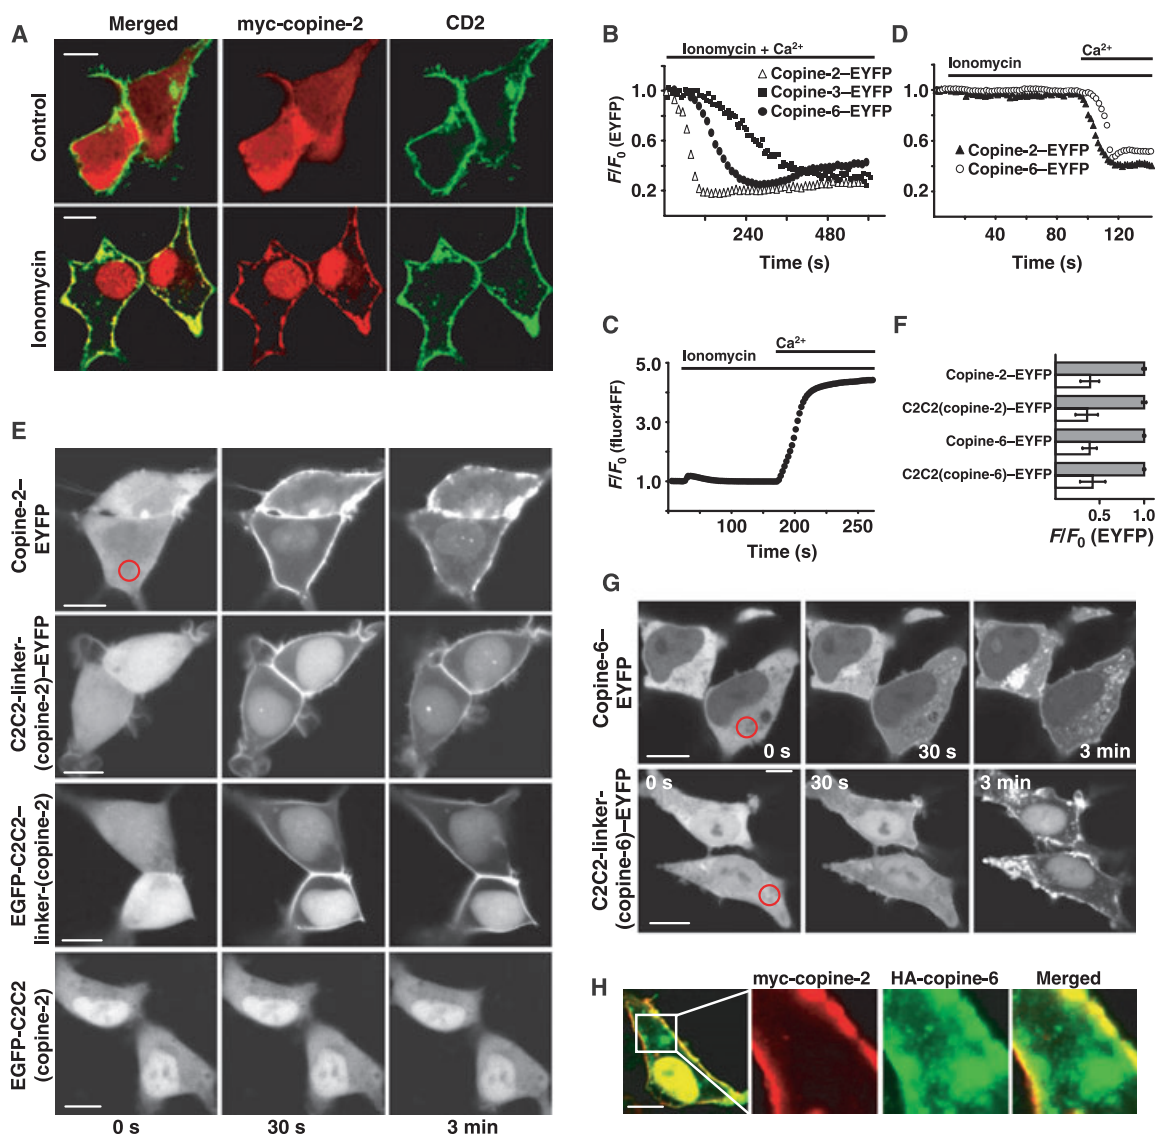 A
Merged
myc-copine-2
CD2
Control
Ionomycin
B
Ionomycin + Ca²⁺
△ Copine-2–EYFP
■ Copine-3–EYFP
● Copine-6–EYFP
F/F₀ (EYFP)
1.0
0.6
0.2
240
480
Time (s)
D
Ca²⁺
Ionomycin
▲ Copine-2–EYFP
○ Copine-6–EYFP
1.0
0.6
0.2
40
80
120
Time (s)
C
Ca²⁺
Ionomycin
F/F₀ (fluor4FF)
5.0
3.0
1.0
100
200
250
Time (s)
F
Copine-2–EYFP
C2C2(copine-2)–EYFP
Copine-6–EYFP
C2C2(copine-6)–EYFP
0.5
1.0
F/F₀ (EYFP)
E
Copine-2–
EYFP
C2C2-linker-
(copine-2)–EYFP
EGFP-C2C2–
linker-(copine-2)
EGFP-C2C2
(copine-2)
0 s
30 s
3 min
G
Copine-6–
EYFP
0 s
30 s
3 min
C2C2-linker-
(copine-6)–EYFP
0 s
30 s
3 min
H
myc-copine-2
HA-copine-6
Merged